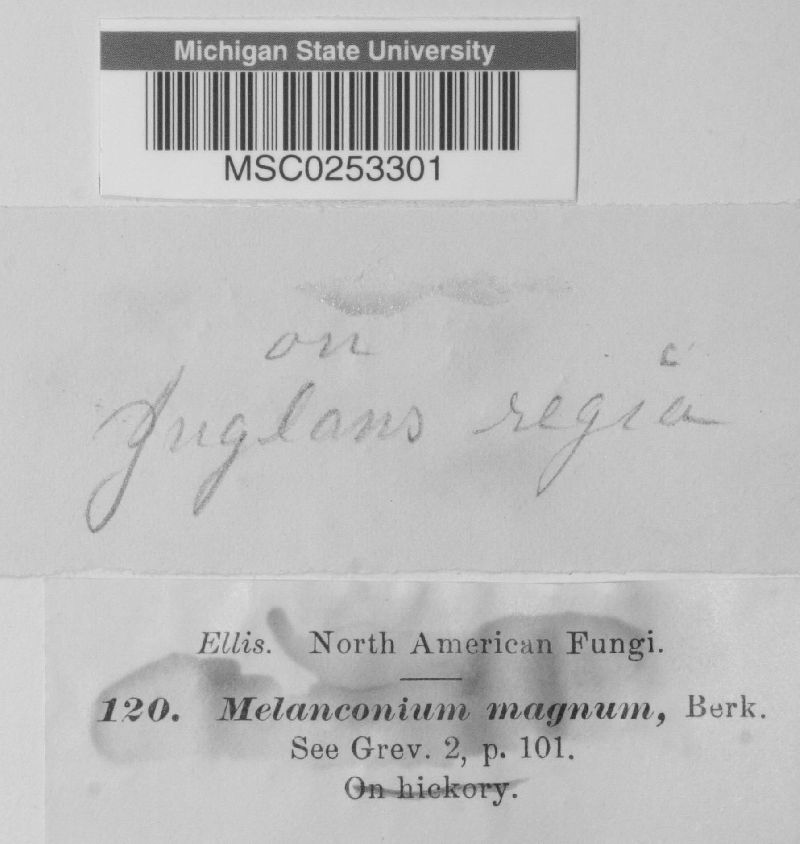 Michigan State University
MSC0253301
on
Juglans regia
Ellis. North American Fungi.
120. Melanconium magnum, Berk.
See Grev. 2, p. 101.
On hickory.